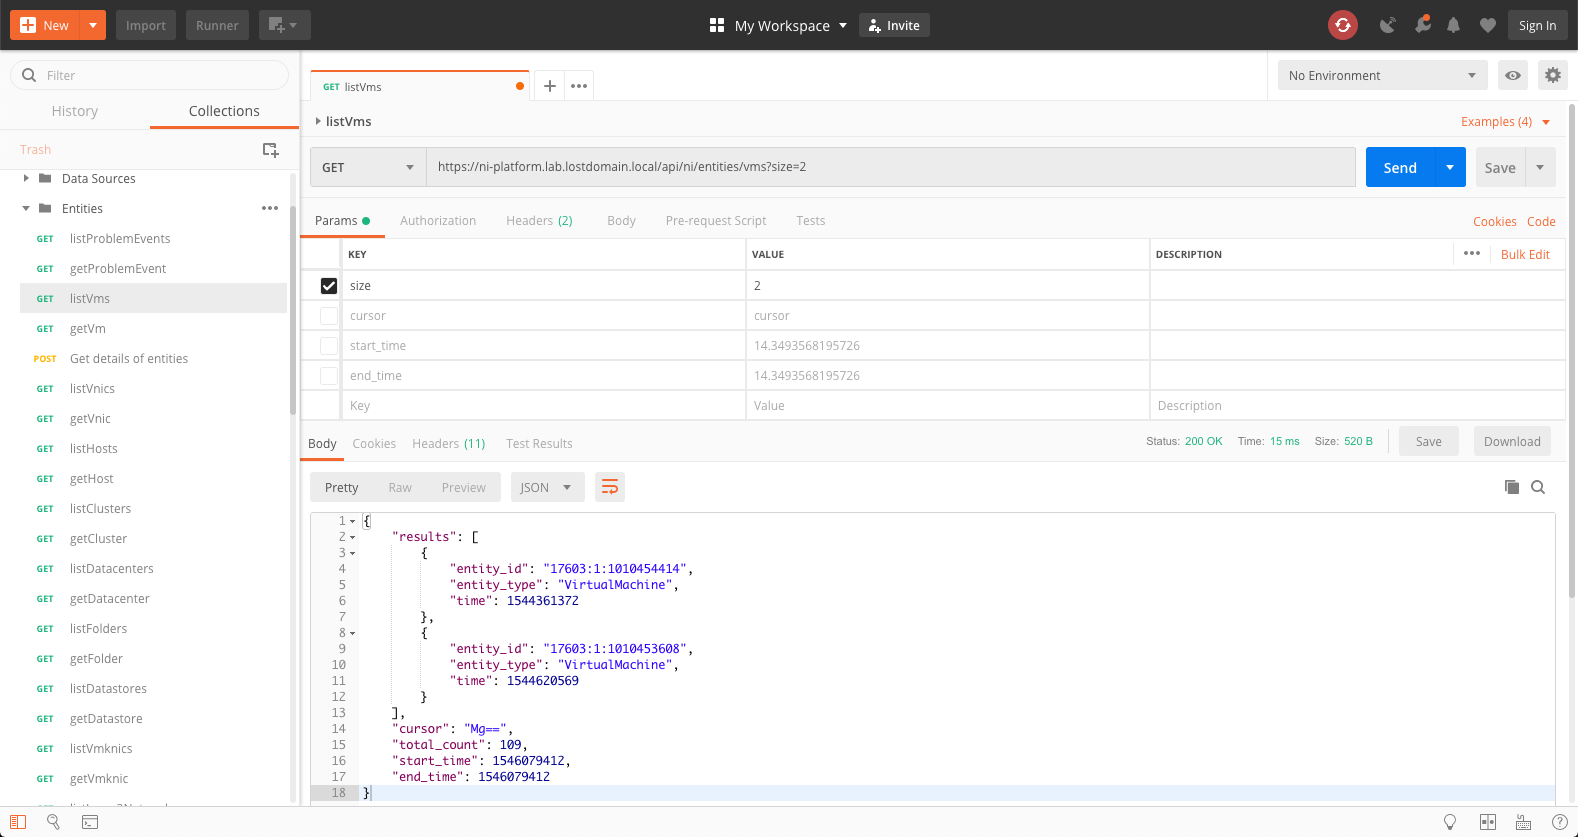 New
Import
Runner
My Workspace
Invite
Sign In
Filter
History
Collections
Trash
Data Sources
Entities
GET listProblemEvents
GET getProblemEvent
GET listVms
GET getVm
POST Get details of entities
GET listVnics
GET getVnic
GET listHosts
GET getHost
GET listClusters
GET getCluster
GET listDatacenters
GET getDatacenter
GET listFolders
GET getFolder
GET listDatastores
GET getDatastore
GET listVmknics
GET getVmknic
GET listVms
No Environment
listVms
Examples (4)
GET
https://ni-platform.lab.lostdomain.local/api/ni/entities/vms?size=2
Send
Save
Params
Authorization
Headers (2)
Body
Pre-request Script
Tests
Cookies
Code
KEY VALUE DESCRIPTION
Bulk Edit
size 2
cursor cursor
start_time 14.3493568195726
end_time 14.3493568195726
Key Value Description
Body
Cookies
Headers (11)
Test Results
Status: 200 OK
Time: 15 ms
Size: 520 B
Save
Download
Pretty
Raw
Preview
JSON
1 {
2 "results": [
3 {
4 "entity_id": "17603:1:1010454414",
5 "entity_type": "VirtualMachine",
6 "time": 1544361372
7 },
8 {
9 "entity_id": "17603:1:1010453608",
10 "entity_type": "VirtualMachine",
11 "time": 1544620569
12 }
13 ],
14 "cursor": "Mg==",
15 "total_count": 109,
16 "start_time": 1546079412,
17 "end_time": 1546079412
18 }